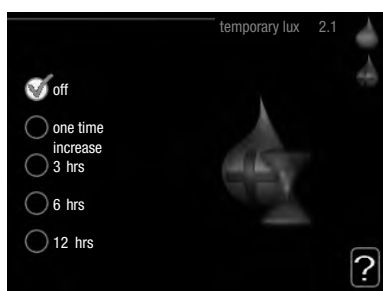 temporary lux 2.1
off
one time
increase
3 hrs
6 hrs
12 hrs
?